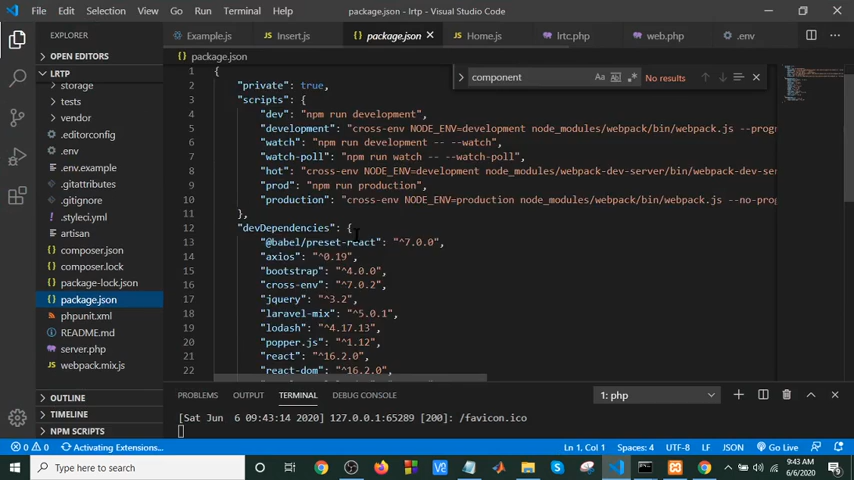 File Edit Selection View Go Run Terminal Help package.json - lrtp - Visual Studio Code
EXPLORER
OPEN EDITORS
LRTP
storage
tests
vendor
.editorconfig
.env
.env.example
.gitattributes
.gitignore
.styleci.yml
artisan
composer.json
composer.lock
package-lock.json
package.json
phpunit.xml
README.md
server.php
webpack.mix.js
OUTLINE
TIMELINE
NPM SCRIPTS
Example.js Insert.js package.json Home.js lrtc.php web.php .env
package.json
component Aa Ab| .* No results
1 {
2 "private": true,
3 "scripts": {
4 "dev": "npm run development",
5 "development": "cross-env NODE_ENV=development node_modules/webpack/bin/webpack.js --prog
6 "watch": "npm run development -- --watch",
7 "watch-poll": "npm run watch -- --watch-poll",
8 "hot": "cross-env NODE_ENV=development node_modules/webpack-dev-server/bin/webpack-dev-se
9 "prod": "npm run production",
10 "production": "cross-env NODE_ENV=production node_modules/webpack/bin/webpack.js --no-pro
11 },
12 "devDependencies": {
13 "@babel/preset-react": "^7.0.0",
14 "axios": "^0.19",
15 "bootstrap": "^4.0.0",
16 "cross-env": "^7.0.2",
17 "jquery": "^3.2",
18 "laravel-mix": "^5.0.1",
19 "lodash": "^4.17.13",
20 "popper.js": "^1.12",
21 "react": "^16.2.0",
22 "react-dom": "^16.2.0",
PROBLEMS OUTPUT TERMINAL DEBUG CONSOLE 1: php
[Sat Jun 6 09:43:14 2020] 127.0.0.1:65289 [200]: /favicon.ico
0 0 Activating Extensions... Ln 1, Col 1 Spaces: 4 UTF-8 LF JSON Go Live
Type here to search 9:43 AM
6/6/2020